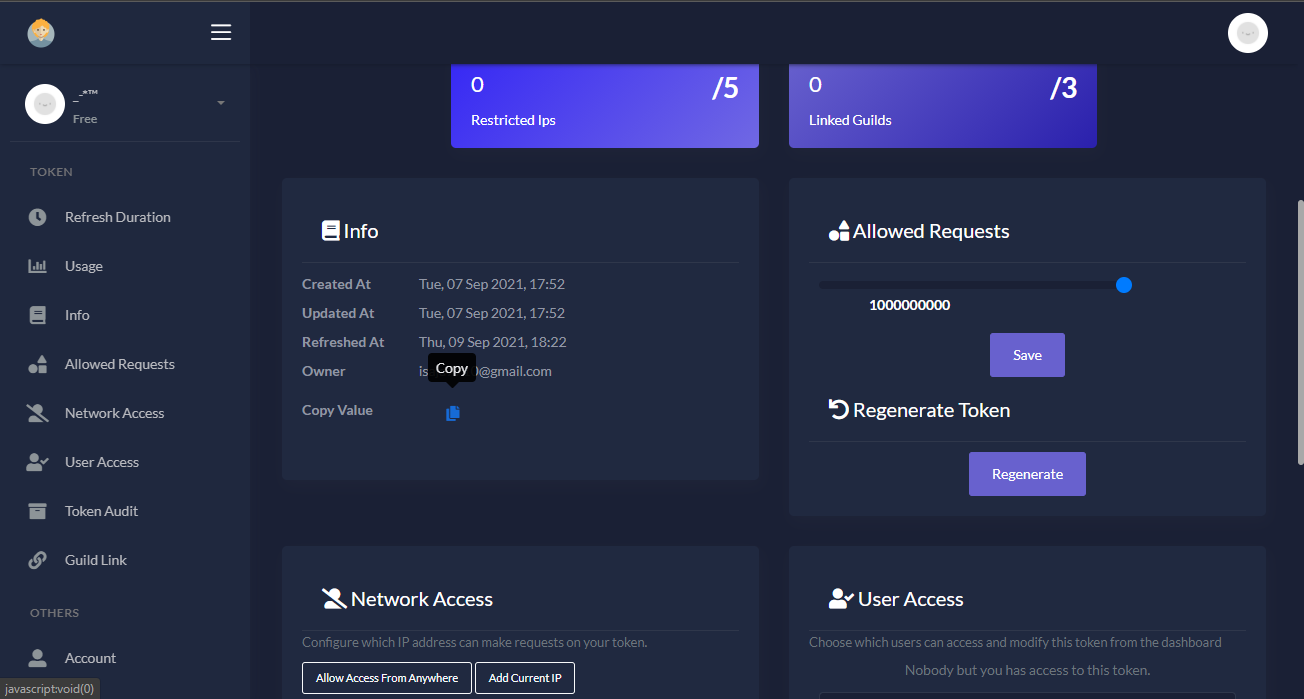 _-*™
Free
TOKEN
Refresh Duration
Usage
Info
Allowed Requests
Network Access
User Access
Token Audit
Guild Link
OTHERS
Account
javascript:void(0)
0
/5
Restricted Ips
0
/3
Linked Guilds
Info
Created At Tue, 07 Sep 2021, 17:52
Updated At Tue, 07 Sep 2021, 17:52
Refreshed At Thu, 09 Sep 2021, 18:22
Owner @gmail.com
Copy
Copy Value
Allowed Requests
1000000000
Save
Regenerate Token
Regenerate
Network Access
Configure which IP address can make requests on your token.
Allow Access From Anywhere Add Current IP
User Access
Choose which users can access and modify this token from the dashboard
Nobody but you has access to this token.